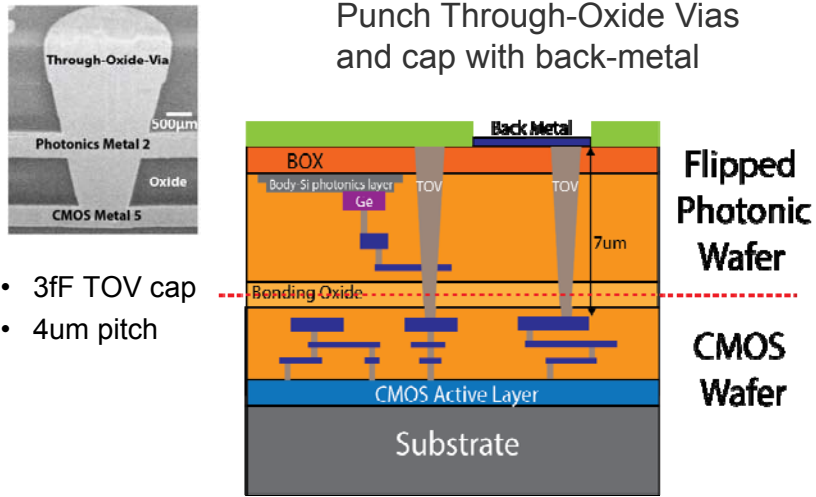 Punch Through-Oxide Vias
and cap with back-metal
Through-Oxide-Via
500µm
Photonics Metal 2
Oxide
CMOS Metal 5
• 3fF TOV cap
• 4um pitch
Back Metal
BOX
Body-Si photonics layer
TOV
TOV
Ge
7um
Bonding Oxide
CMOS Active Layer
Substrate
Flipped
Photonic
Wafer
CMOS
Wafer